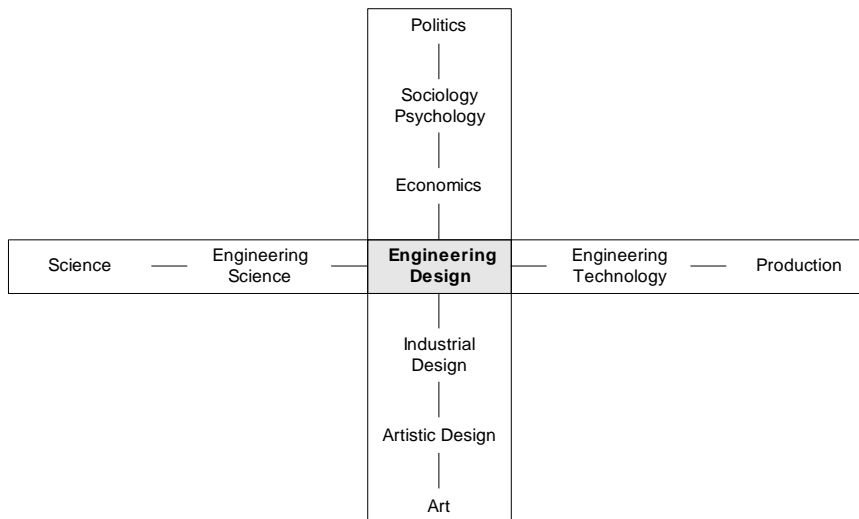 Politics
Sociology
Psychology
Economics
Science
Engineering
Science
Engineering
Design
Engineering
Technology
Production
Industrial
Design
Artistic Design
Art